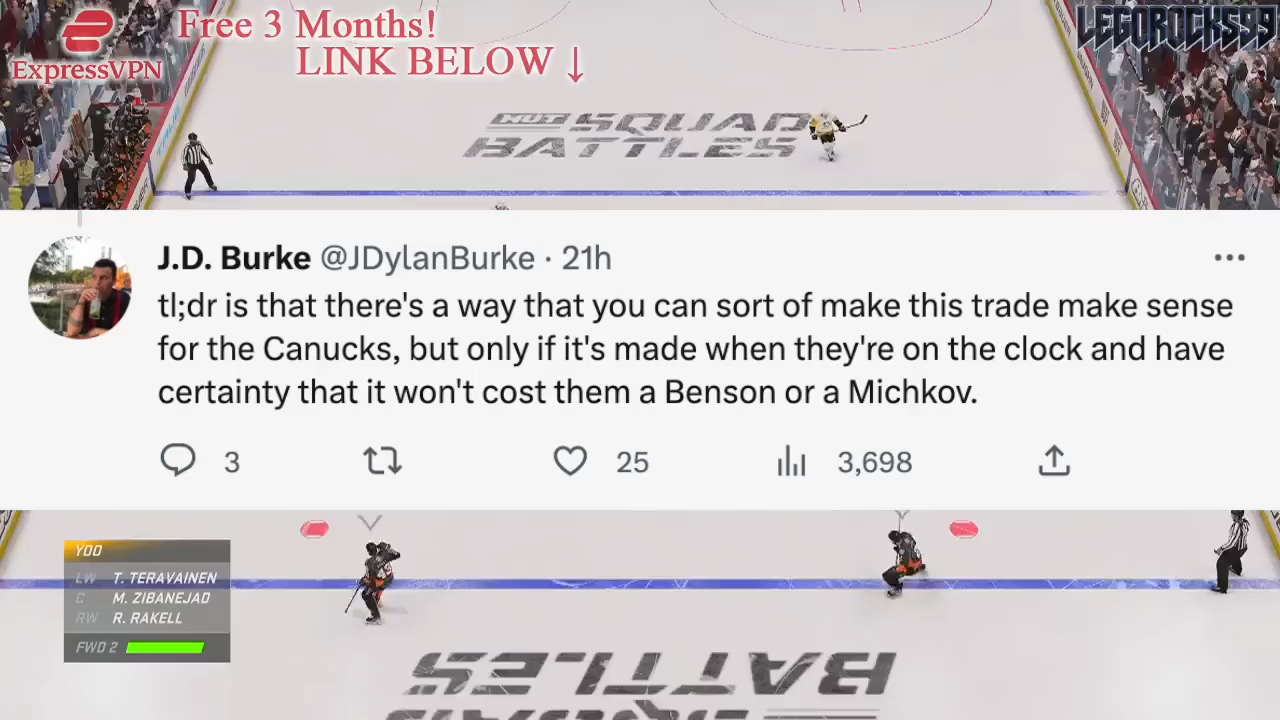 Free 3 Months!
LEGOROCKS99
ExpressVPN
LINK BELOW ↓
HUT SQUAD
BATTLES
J.D. Burke @JDylanBurke · 21h
tl;dr is that there's a way that you can sort of make this trade make sense
for the Canucks, but only if it's made when they're on the clock and have
certainty that it won't cost them a Benson or a Michkov.
3
25
3,698
YDD
LW T. TERAVAINEN
C M. ZIBANEJAD
RW R. RAKELL
FWD 2
BATTLES
SQUAD